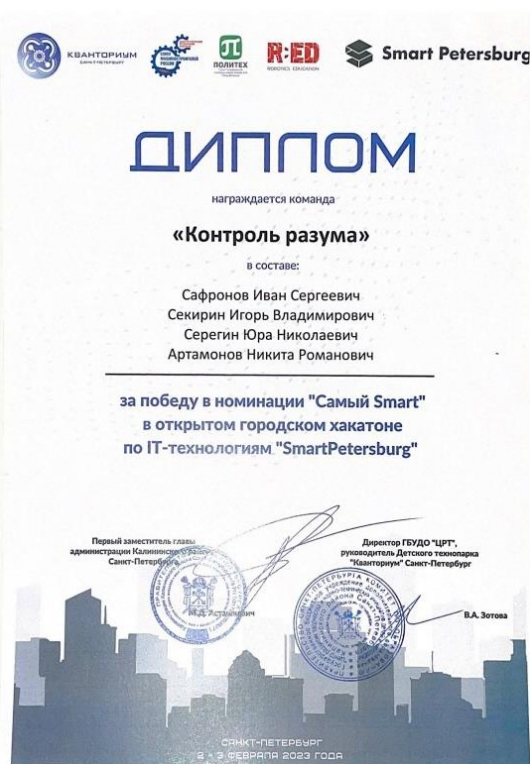 КВАНТОРИУМ
САНКТ-ПЕТЕРБУРГ
ПОЛИТЕХ
R:ED
ROBOTICS EDUCATION
Smart Petersburg
ДИПЛОМ
награждается команда
«Контроль разума»
в составе:
Сафронов Иван Сергеевич
Секирин Игорь Владимирович
Серегин Юра Николаевич
Артамонов Никита Романович
за победу в номинации "Самый Smart"
в открытом городском хакатоне
по IT-технологиям "SmartPetersburg"
Первый заместитель главы
администрации Калининского
Санкт-Петербурга
Директор ГБУДО "ЦРТ",
руководитель Детского технопарка
"Кванториум" Санкт-Петербург
В.А. Зотова
САНКТ-ПЕТЕРБУРГ
2 - 3 ФЕВРАЛЯ 2023 ГОДА